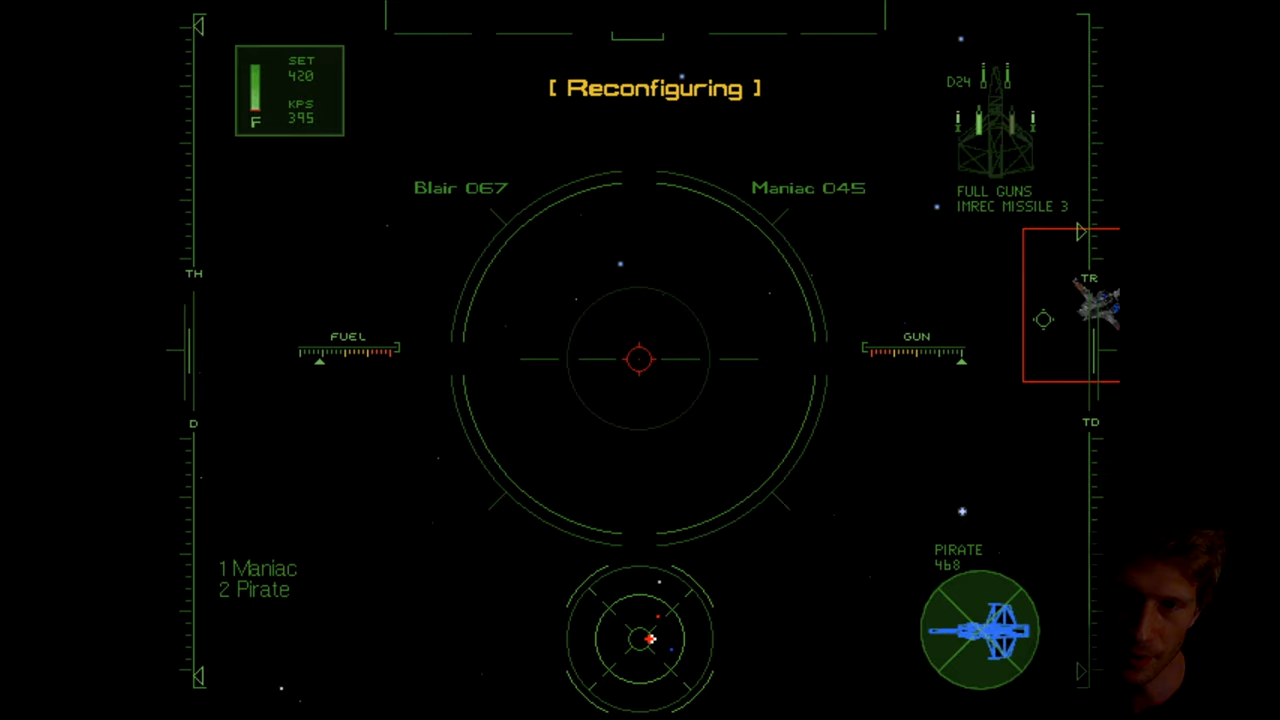 SET
420
KPS
395
F
[ Reconfiguring ]
D24
FULL GUNS
IMREC MISSILE 3
Blair 067
Maniac 045
TH
TR
FUEL
GUN
D
TD
1 Maniac
2 Pirate
PIRATE
468